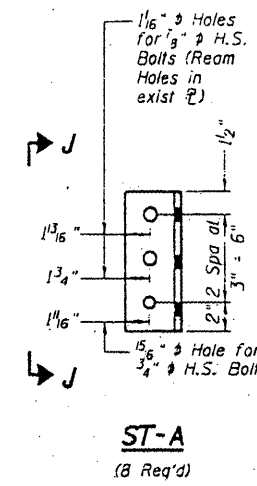 1 1/16" ϕ Holes
for 7/8" ϕ H.S.
Bolts (Ream
Holes in
exist ℄)
J
1 1/2"
1 13/16"
1 3/4"
1 11/16"
2 Spa at
3" = 6"
2"
15/16" ϕ Hole for
3/4" ϕ H.S. Bolt
J
ST-A
(8 Req'd)